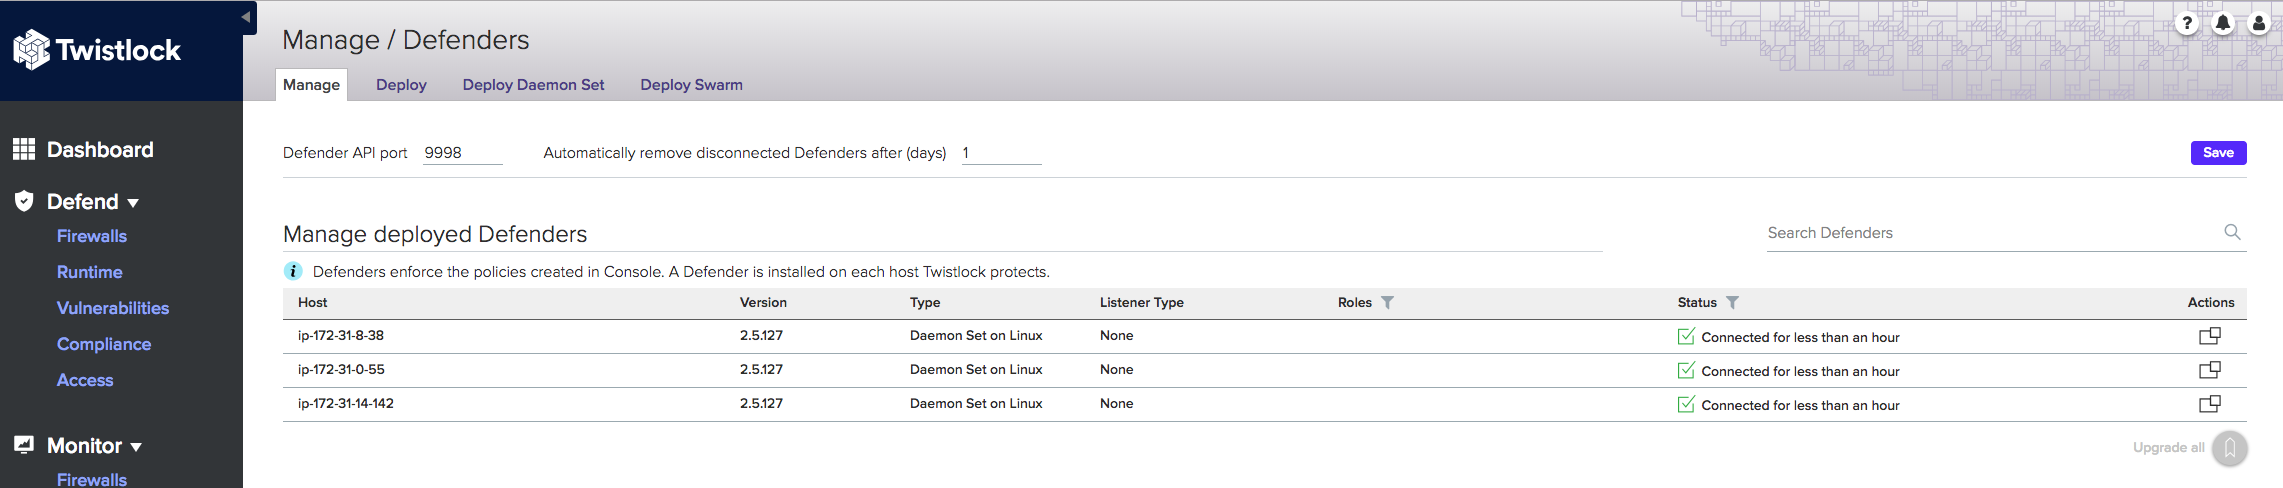 Twistlock
Manage / Defenders
?
Manage Deploy Deploy Daemon Set Deploy Swarm
Dashboard
Defend
Firewalls
Runtime
Vulnerabilities
Compliance
Access
Monitor
Firewalls
Defender API port 9998 Automatically remove disconnected Defenders after (days) 1 Save
Manage deployed Defenders Search Defenders
i Defenders enforce the policies created in Console. A Defender is installed on each host Twistlock protects.
Host Version Type Listener Type Roles Status Actions
ip-172-31-8-38 2.5.127 Daemon Set on Linux None Connected for less than an hour
ip-172-31-0-55 2.5.127 Daemon Set on Linux None Connected for less than an hour
ip-172-31-14-142 2.5.127 Daemon Set on Linux None Connected for less than an hour
Upgrade all